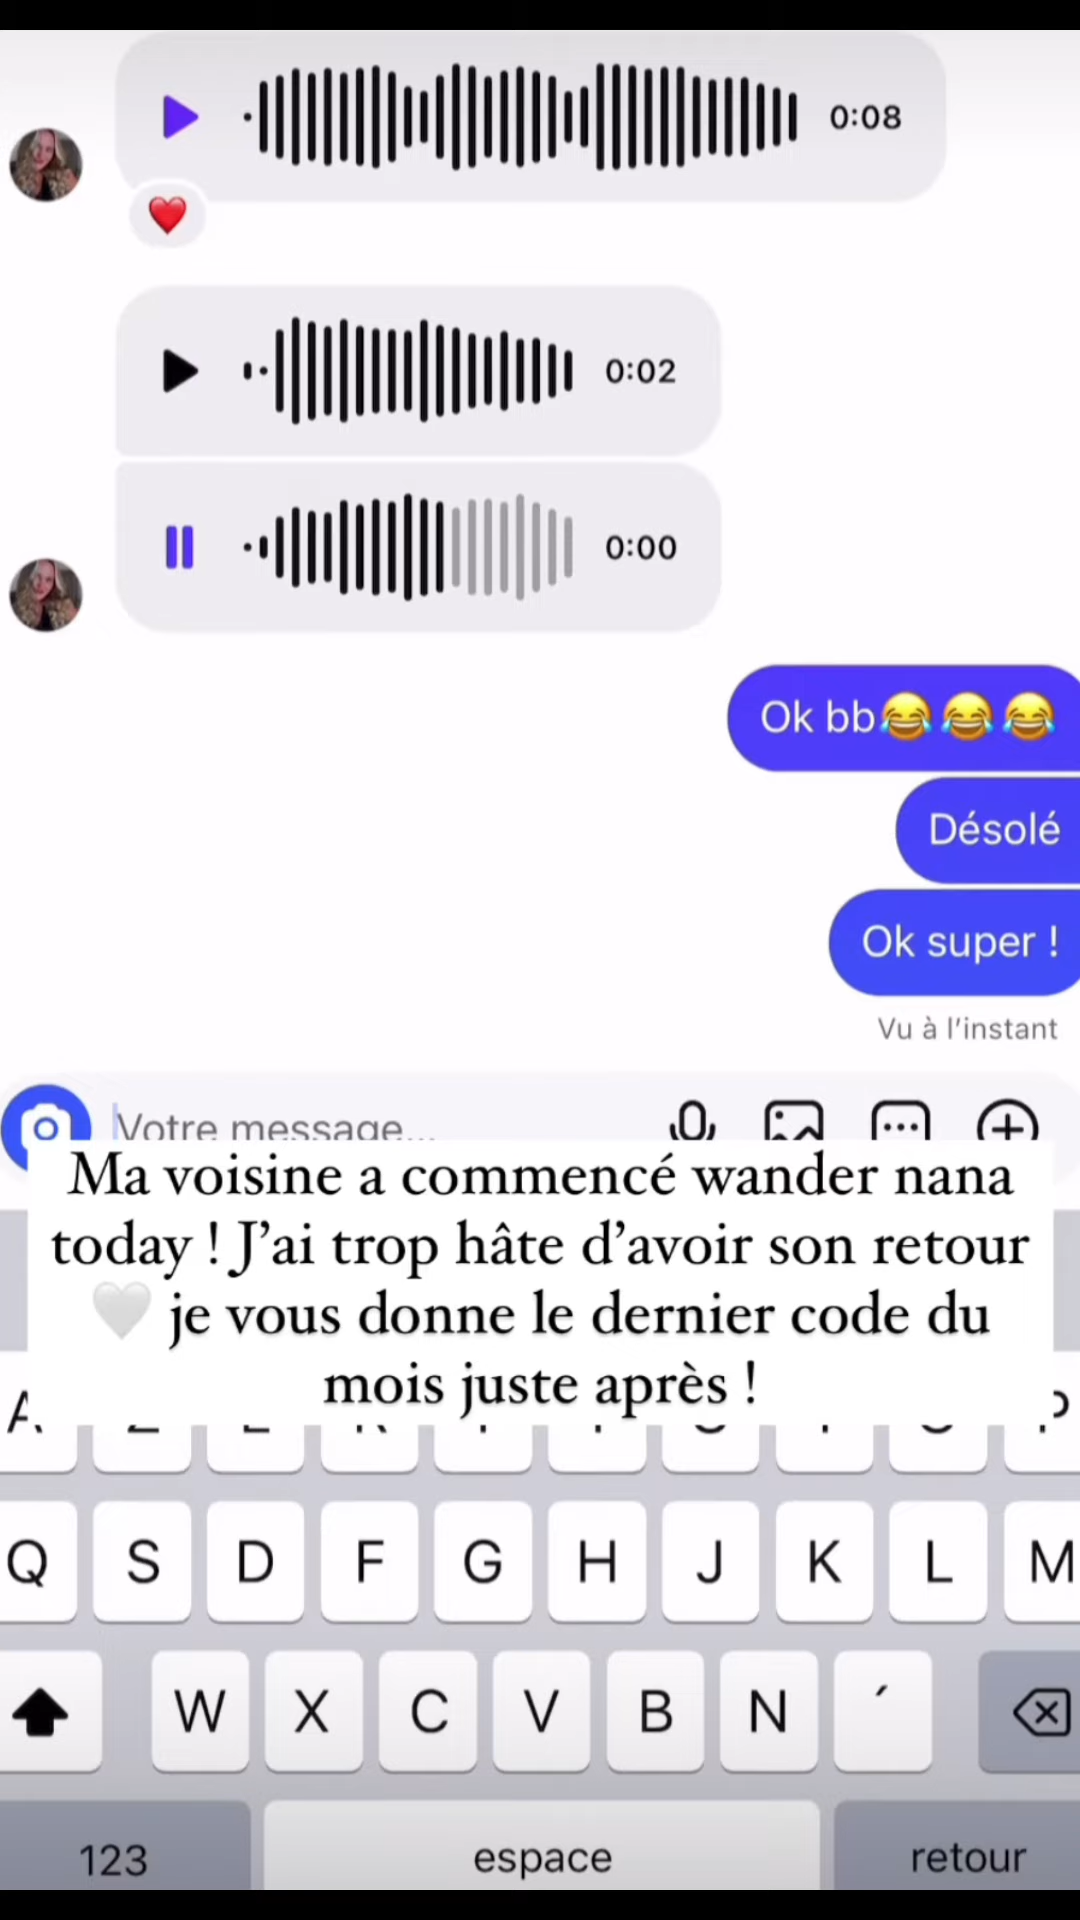 0:08
❤️
0:02
0:00
Ok bb😂😂😂
Désolé
Ok super !
Vu à l'instant
Votre message...
Ma voisine a commencé wander nana
today ! J'ai trop hâte d'avoir son retour
🤍 je vous donne le dernier code du
mois juste après !
Q S D F G H J K L M
W X C V B N ´
123 espace retour